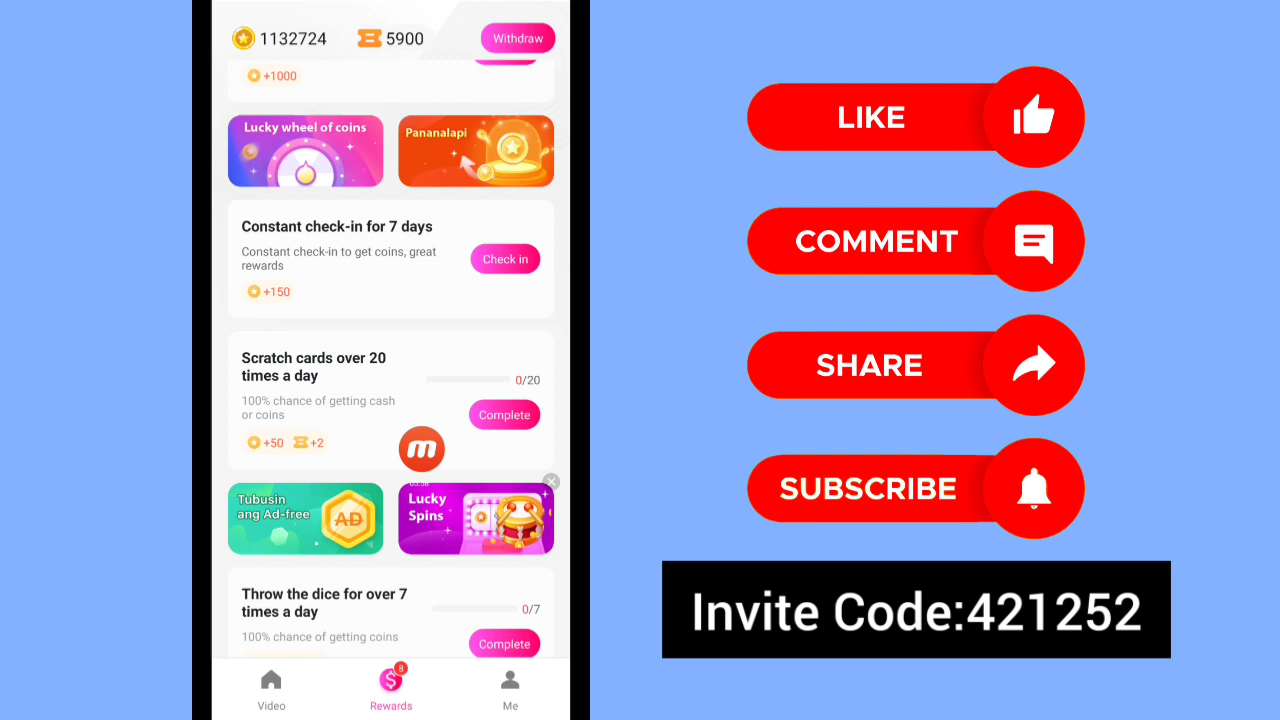 1132724
5900
Withdraw
+1000
Lucky wheel of coins
Pananalapi
Constant check-in for 7 days
Constant check-in to get coins, great
rewards
Check in
+150
Scratch cards over 20
times a day
0/20
100% chance of getting cash
or coins
Complete
+50
+2
Tubusin
ang Ad-free
AD
Lucky
Spins
Throw the dice for over 7
times a day
0/7
100% chance of getting coins
Complete
Video
8
Rewards
Me
LIKE
COMMENT
SHARE
SUBSCRIBE
Invite Code:421252